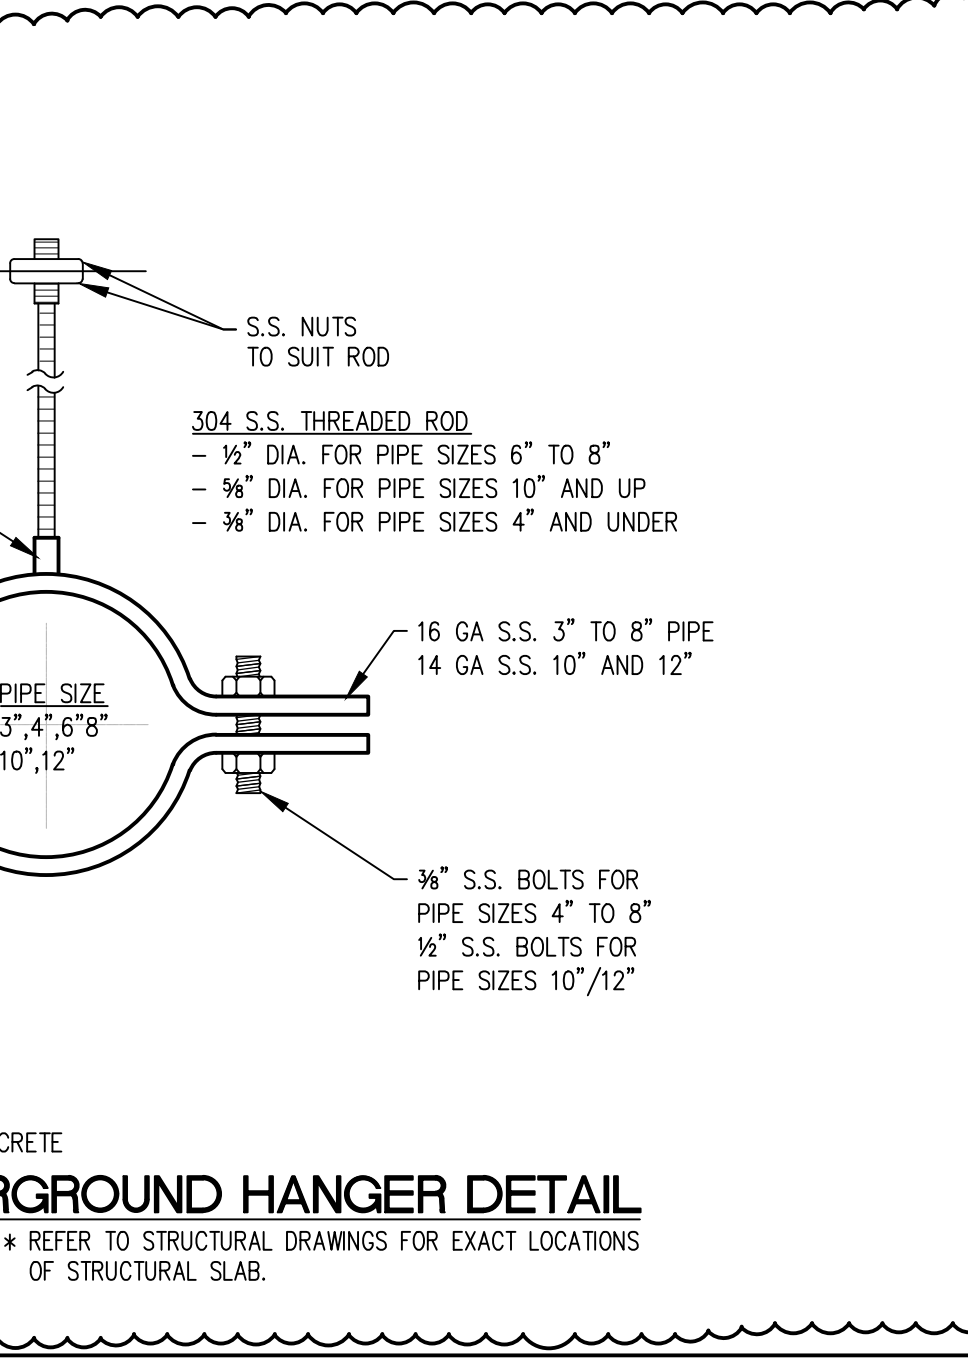 S.S. NUTS
TO SUIT ROD
304 S.S. THREADED ROD
– ½” DIA. FOR PIPE SIZES 6” TO 8”
– ⅝” DIA. FOR PIPE SIZES 10” AND UP
– ⅜” DIA. FOR PIPE SIZES 4” AND UNDER
16 GA S.S. 3” TO 8” PIPE
14 GA S.S. 10” AND 12”
PIPE SIZE
3”,4”,6”8”
10”,12”
⅜” S.S. BOLTS FOR
PIPE SIZES 4” TO 8”
½” S.S. BOLTS FOR
PIPE SIZES 10”/12”
CRETE
RGROUND HANGER DETAIL
* REFER TO STRUCTURAL DRAWINGS FOR EXACT LOCATIONS
OF STRUCTURAL SLAB.